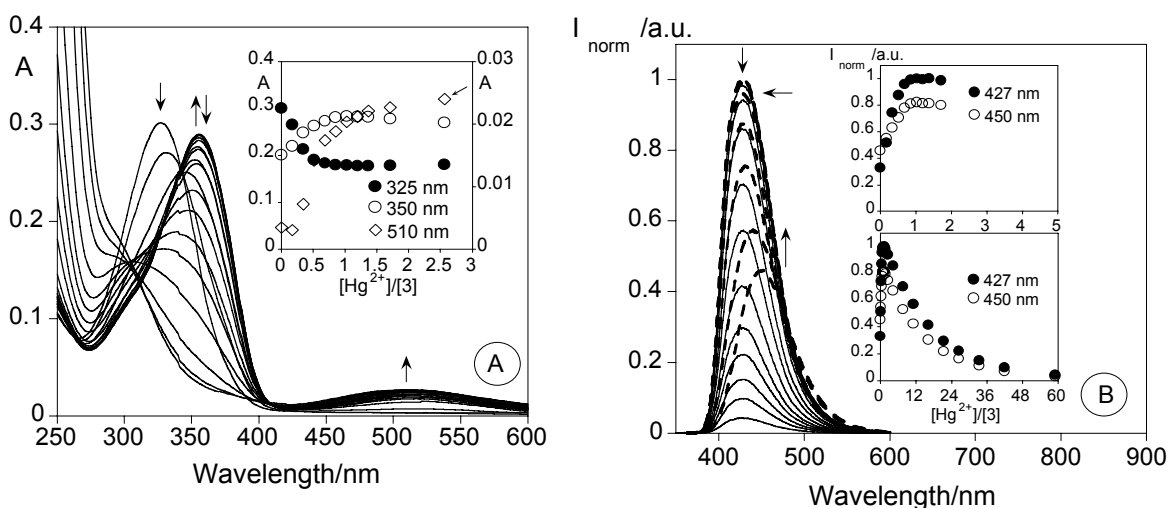 0.4
A
0.3
0.2
0.1
0
250 300 350 400 450 500 550 600
Wavelength/nm
A
0.4
A
0.3
0.2
0.1
0
0.03
A
0.02
0.01
0
325 nm
350 nm
510 nm
0 0.5 1 1.5 2 2.5 3
[Hg2+]/[3]
I norm /a.u.
1
0.8
0.6
0.4
0.2
0
400 500 600 700 800 900
Wavelength/nm
B
I norm /a.u.
1
0.8
0.6
0.4
0.2
0
427 nm
450 nm
0 1 2 3 4 5
1
0.8
0.6
0.4
0.2
0
427 nm
450 nm
0 12 24 36 48 60
[Hg2+]/[3]